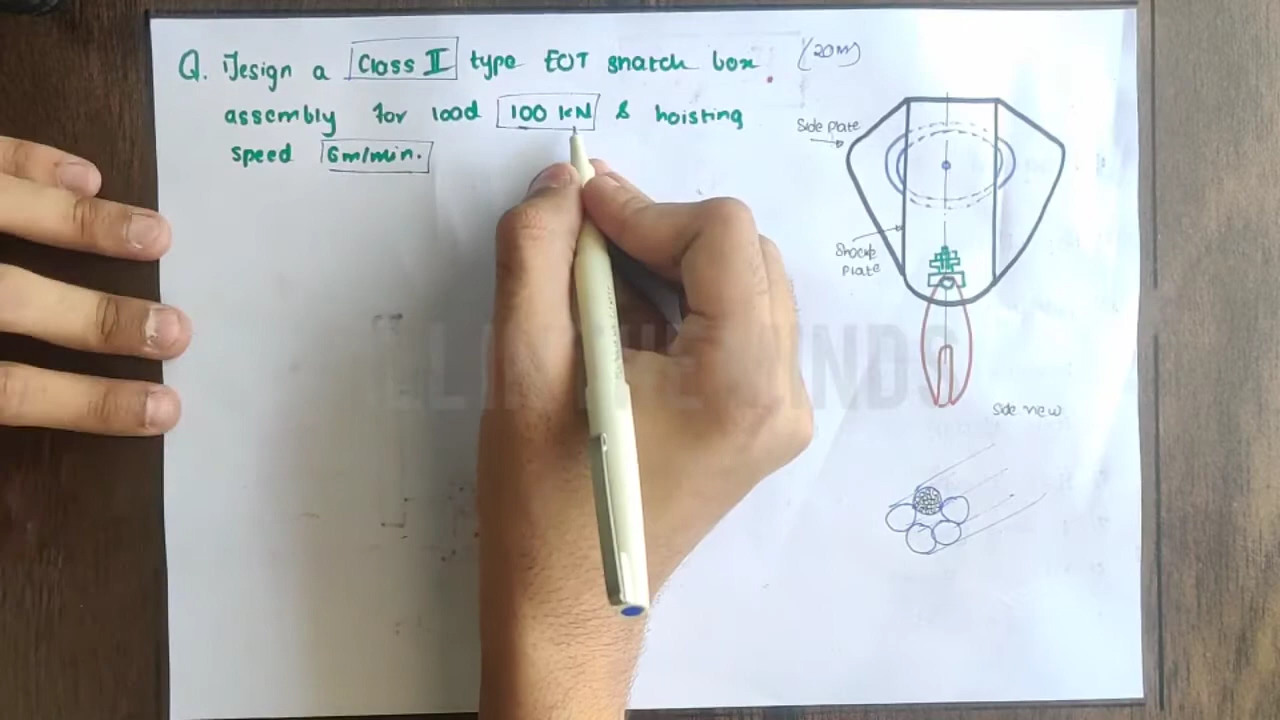 Q. Design a Class II type EOT snatch box. (20M)
assembly for load 100 kN & hoisting
speed 6m/min.
Side plate
Shock plate
Side view